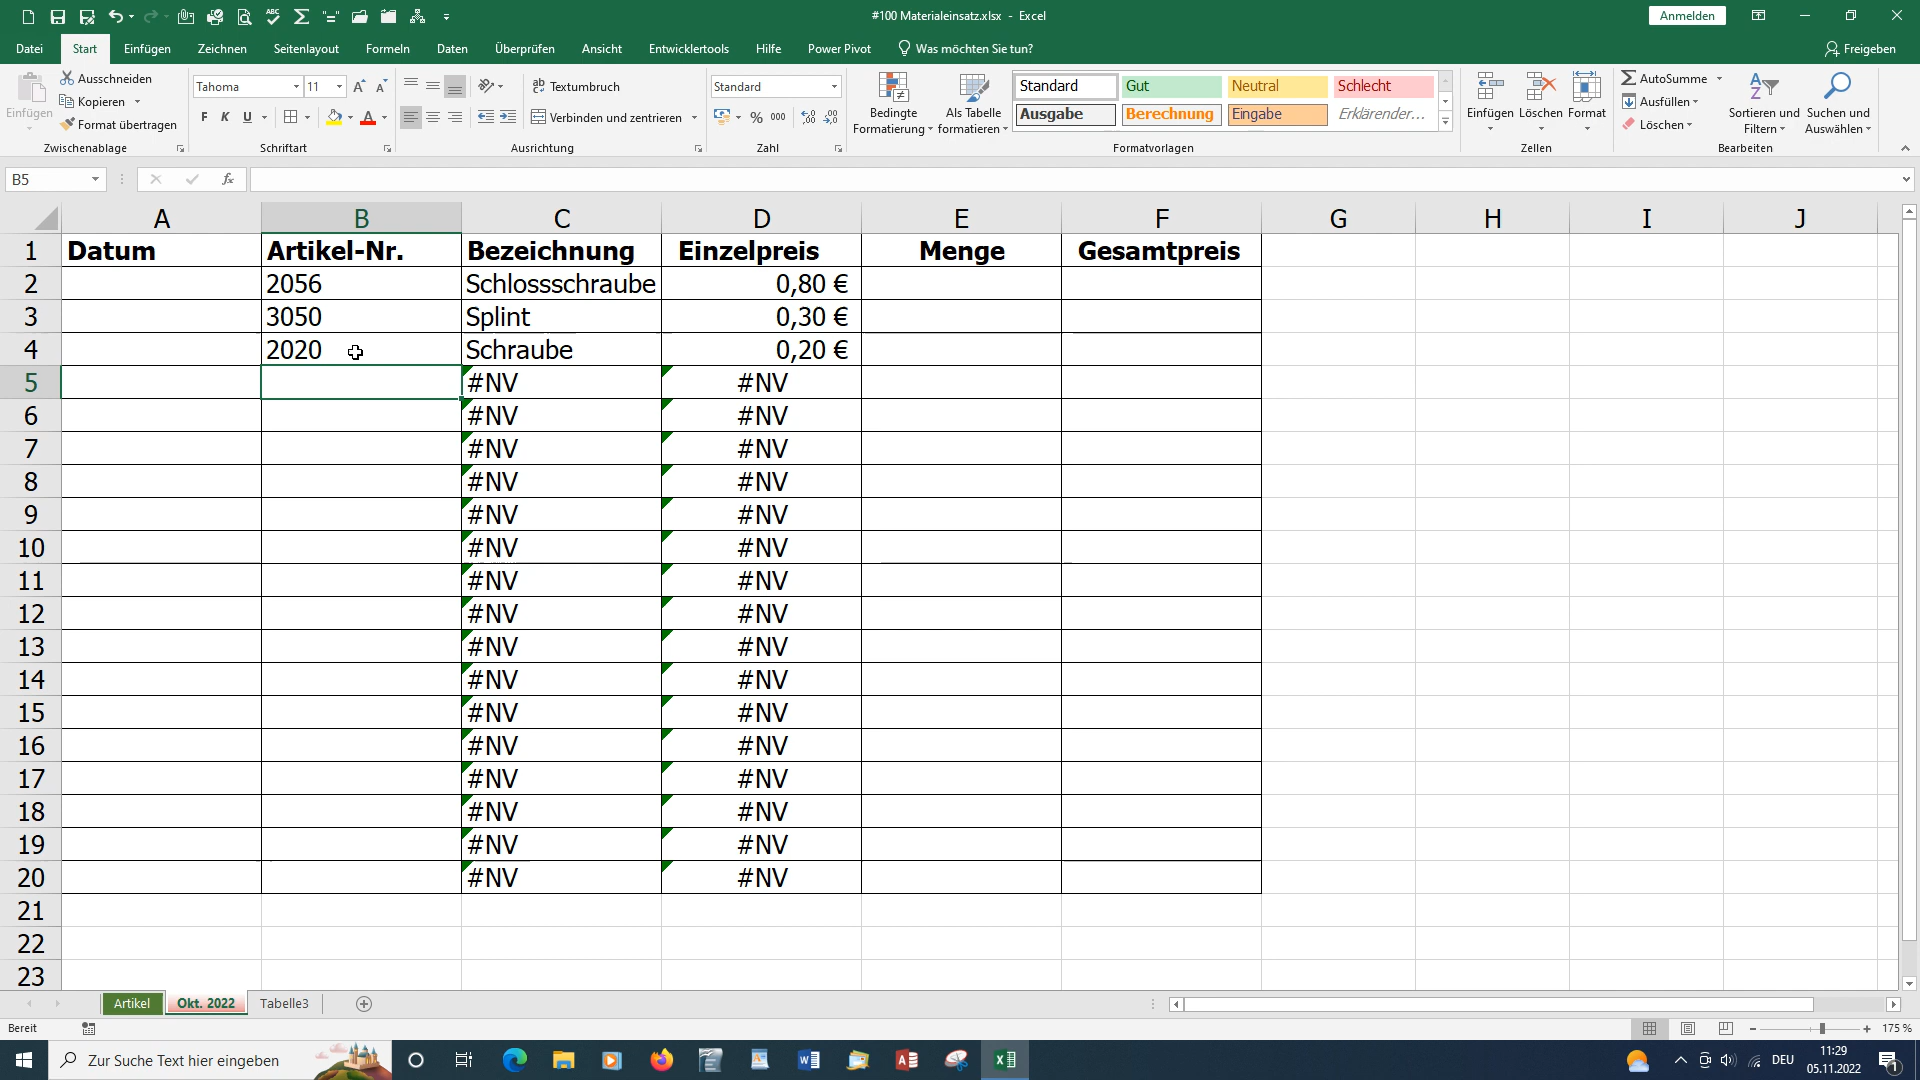 #100 Materialeinsatz.xlsx - Excel
Anmelden
Datei Start Einfügen Zeichnen Seitenlayout Formeln Daten Überprüfen Ansicht Entwicklertools Hilfe Power Pivot Was möchten Sie tun? Freigeben
Einfügen
Ausschneiden
Kopieren
Format übertragen
Zwischenablage
Tahoma 11
F K U
Schriftart
Textumbruch
Verbinden und zentrieren
Ausrichtung
Standard
% 000
Zahl
Bedingte Formatierung
Als Tabelle formatieren
Standard Gut Neutral Schlecht
Ausgabe Berechnung Eingabe Erklärender...
Formatvorlagen
Einfügen Löschen Format
Zellen
AutoSumme
Ausfüllen
Löschen
Sortieren und Filtern
Suchen und Auswählen
Bearbeiten
B5 fx
A B C D E F G H I J
1 Datum Artikel-Nr. Bezeichnung Einzelpreis Menge Gesamtpreis
2 2056 Schlossschraube 0,80 €
3 3050 Splint 0,30 €
4 2020 Schraube 0,20 €
5 #NV #NV
6 #NV #NV
7 #NV #NV
8 #NV #NV
9 #NV #NV
10 #NV #NV
11 #NV #NV
12 #NV #NV
13 #NV #NV
14 #NV #NV
15 #NV #NV
16 #NV #NV
17 #NV #NV
18 #NV #NV
19 #NV #NV
20 #NV #NV
21
22
23
Artikel Okt. 2022 Tabelle3
Bereit 175 %
Zur Suche Text hier eingeben
DEU
11:29
05.11.2022
1